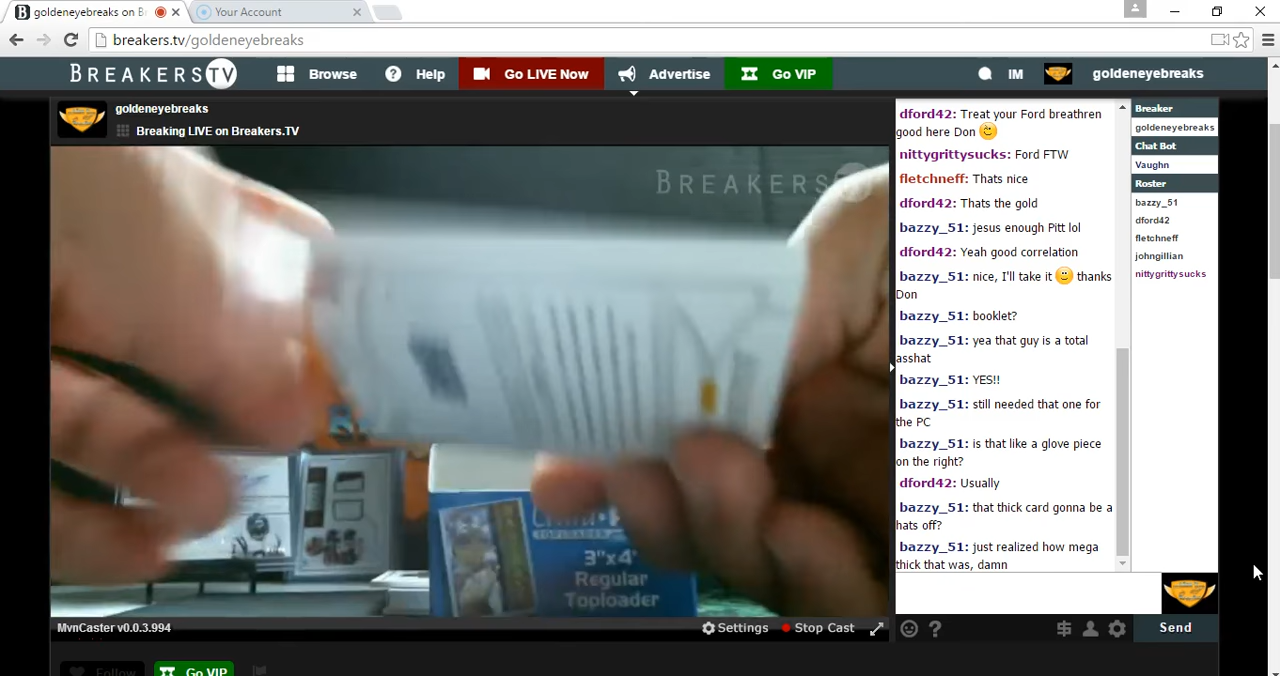 goldeneyebreaks on B
Your Account
breakers.tv/goldeneyebreaks
BREAKERSTV
Browse
Help
Go LIVE Now
Advertise
Go VIP
IM
goldeneyebreaks
goldeneyebreaks
Breaking LIVE on Breakers.TV
BREAKERS
3"x4"
Regular
Toploader
MvnCaster v0.0.3.994
Settings
Stop Cast
Follow
Go VIP
dford42: Treat your Ford breathren
good here Don
nittygrittysucks: Ford FTW
fletchneff: Thats nice
dford42: Thats the gold
bazzy_51: jesus enough Pitt lol
dford42: Yeah good correlation
bazzy_51: nice, I'll take it thanks
Don
bazzy_51: booklet?
bazzy_51: yea that guy is a total
asshat
bazzy_51: YES!!
bazzy_51: still needed that one for
the PC
bazzy_51: is that like a glove piece
on the right?
dford42: Usually
bazzy_51: that thick card gonna be a
hats off?
bazzy_51: just realized how mega
thick that was, damn
Send
Breaker
goldeneyebreaks
Chat Bot
Vaughn
Roster
bazzy_51
dford42
fletchneff
johngillian
nittygrittysucks